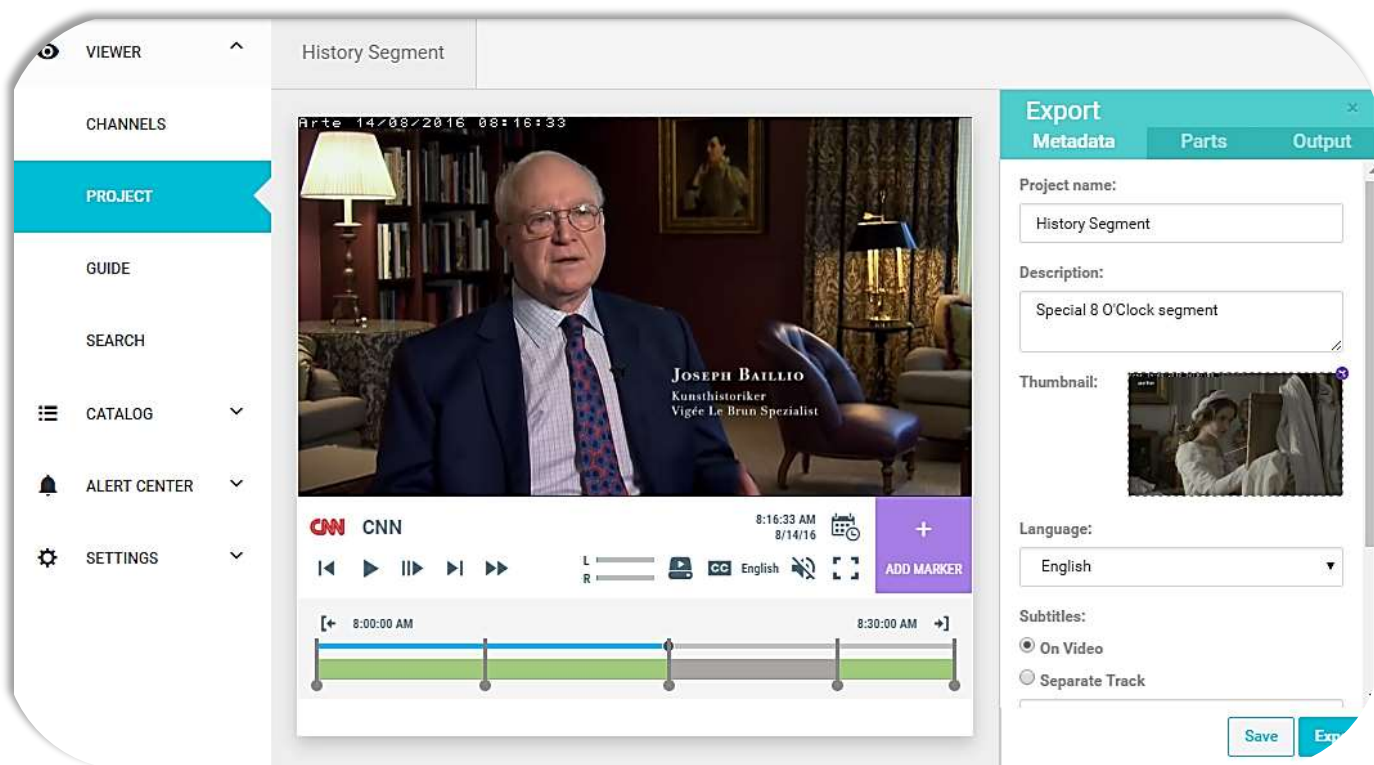 VIEWER
CHANNELS
PROJECT
GUIDE
SEARCH
CATALOG
ALERT CENTER
SETTINGS
History Segment
Arte 14/08/2016 08:16:33
JOSEPH BAILLIO
Kunsthistoriker
Vigée Le Brun Spezialist
CNN CNN
8:16:33 AM
8/14/16
L
R
CC English
+
ADD MARKER
8:00:00 AM
8:30:00 AM
Export
Metadata Parts Output
Project name:
History Segment
Description:
Special 8 O'Clock segment
Thumbnail:
Language:
English
Subtitles:
On Video
Separate Track
Save